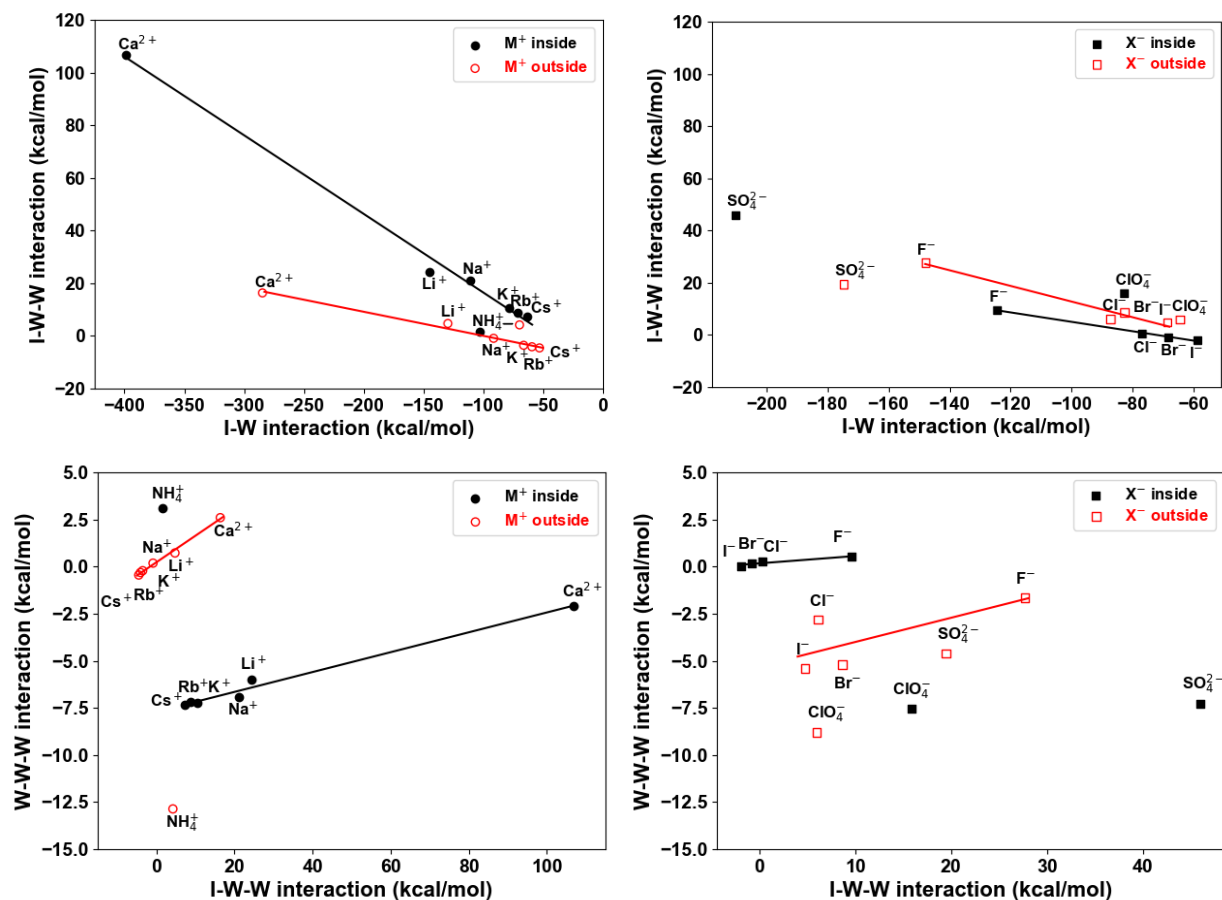 I-W-W interaction (kcal/mol)
120
100
80
60
40
20
0
−20
Ca²⁺
M⁺ inside
M⁺ outside
Ca²⁺
Li⁺
Na⁺
K⁺
Rb⁺
Cs⁺
Li⁺
NH₄⁺
Na⁺
K⁺
Rb⁺
Cs⁺
−400 −350 −300 −250 −200 −150 −100 −50 0
I-W interaction (kcal/mol)
I-W-W interaction (kcal/mol)
120
100
80
60
40
20
0
−20
X⁻ inside
X⁻ outside
SO₄²⁻
SO₄²⁻
F⁻
F⁻
ClO₄⁻
Cl⁻
Br⁻
I⁻
ClO₄⁻
Cl⁻
Br⁻
I⁻
−200 −180 −160 −140 −120 −100 −80 −60
I-W interaction (kcal/mol)
W-W-W interaction (kcal/mol)
5.0
2.5
0.0
−2.5
−5.0
−7.5
−10.0
−12.5
−15.0
M⁺ inside
M⁺ outside
NH₄⁺
Ca²⁺
Na⁺
Li⁺
K⁺
Rb⁺
Cs⁺
Ca²⁺
Li⁺
Rb⁺
K⁺
Cs⁺
Na⁺
NH₄⁺
0 20 40 60 80 100
I-W-W interaction (kcal/mol)
W-W-W interaction (kcal/mol)
5.0
2.5
0.0
−2.5
−5.0
−7.5
−10.0
−12.5
−15.0
X⁻ inside
X⁻ outside
I⁻
Br⁻
Cl⁻
F⁻
F⁻
Cl⁻
SO₄²⁻
I⁻
Br⁻
ClO₄⁻
ClO₄⁻
SO₄²⁻
0 10 20 30 40
I-W-W interaction (kcal/mol)